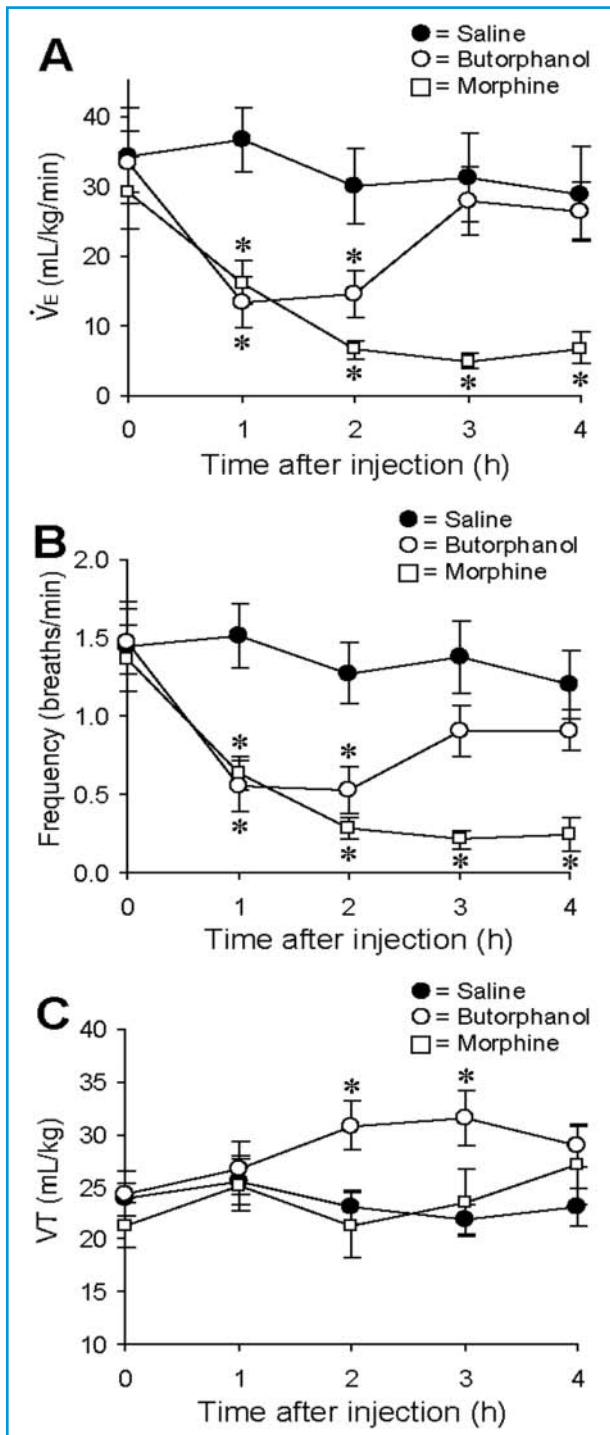 A
● = Saline
○ = Butorphanol
□ = Morphine
V̇E (mL/kg/min)
40
30
20
10
0
* * * * * *
0 1 2 3 4
Time after injection (h)
B
● = Saline
○ = Butorphanol
□ = Morphine
Frequency (breaths/min)
2.0
1.5
1.0
0.5
0.0
* * * * * *
0 1 2 3 4
Time after injection (h)
C
● = Saline
○ = Butorphanol
□ = Morphine
VT (mL/kg)
40
35
30
25
21
15
10
* *
0 1 2 3 4
Time after injection (h)